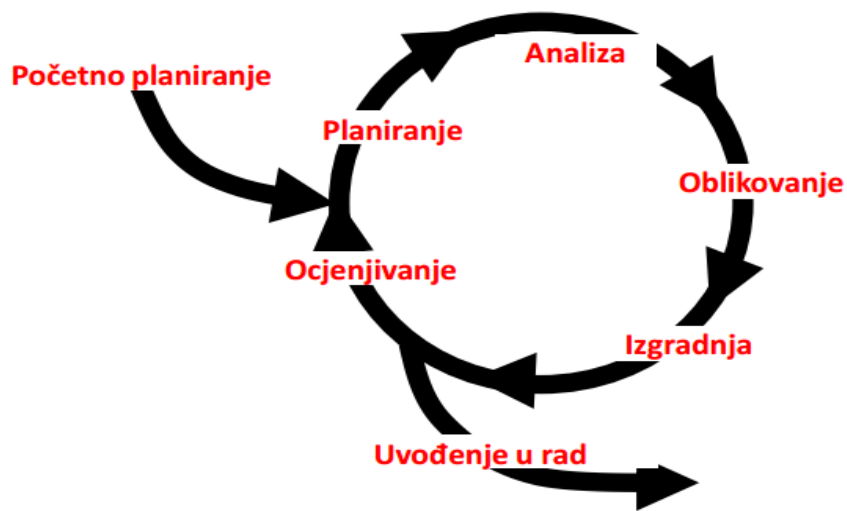 Početno planiranje
Planiranje
Analiza
Oblikovanje
Izgradnja
Ocjenjivanje
Uvođenje u rad